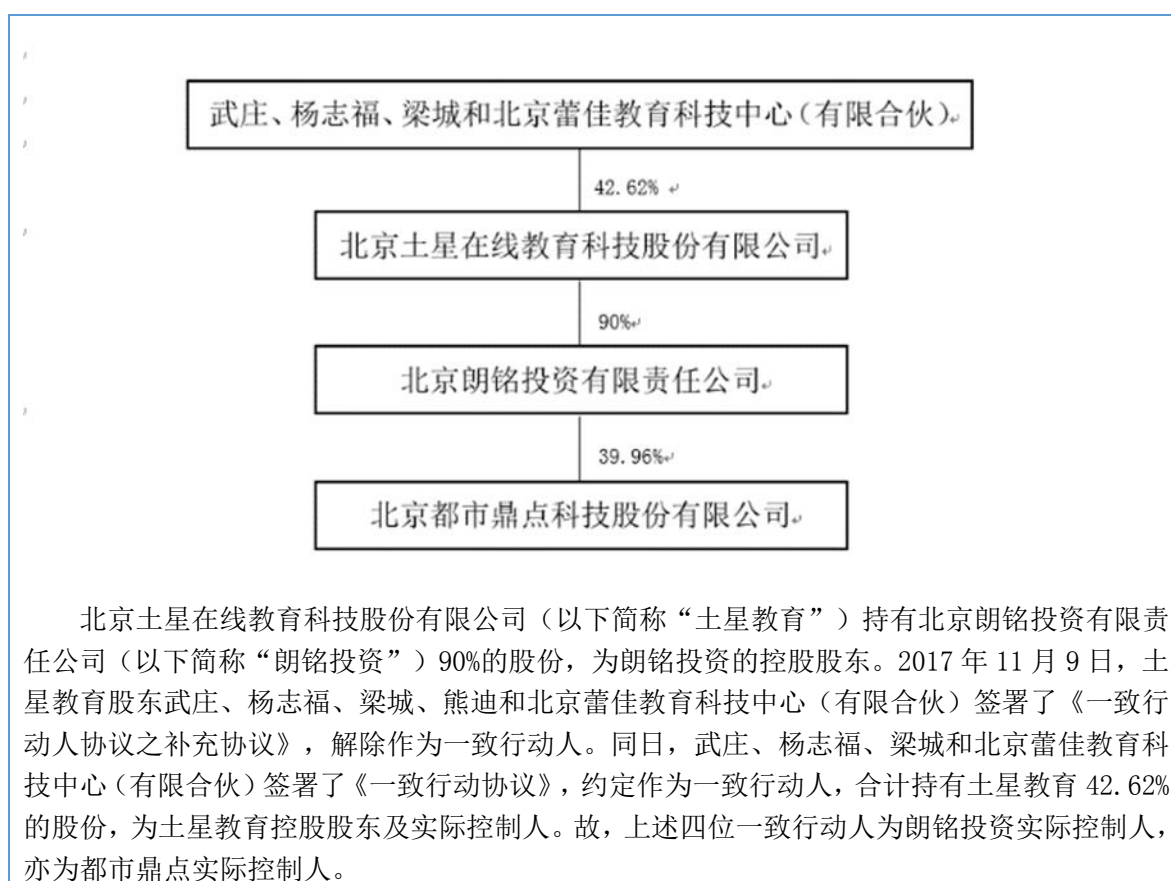 武庄、杨志福、梁城和北京蕾佳教育科技中心（有限合伙）
42.62%
北京土星在线教育科技股份有限公司
90%
北京朗铭投资有限责任公司
39.96%
北京都市鼎点科技股份有限公司
北京土星在线教育科技股份有限公司（以下简称“土星教育”）持有北京朗铭投资有限责
任公司（以下简称“朗铭投资”）90%的股份，为朗铭投资的控股股东。2017 年 11 月 9 日，土
星教育股东武庄、杨志福、梁城、熊迪和北京蕾佳教育科技中心（有限合伙）签署了《一致行
动人协议之补充协议》，解除作为一致行动人。同日，武庄、杨志福、梁城和北京蕾佳教育科
技中心（有限合伙）签署了《一致行动协议》，约定作为一致行动人，合计持有土星教育 42.62%
的股份，为土星教育控股股东及实际控制人。故，上述四位一致行动人为朗铭投资实际控制人，
亦为都市鼎点实际控制人。